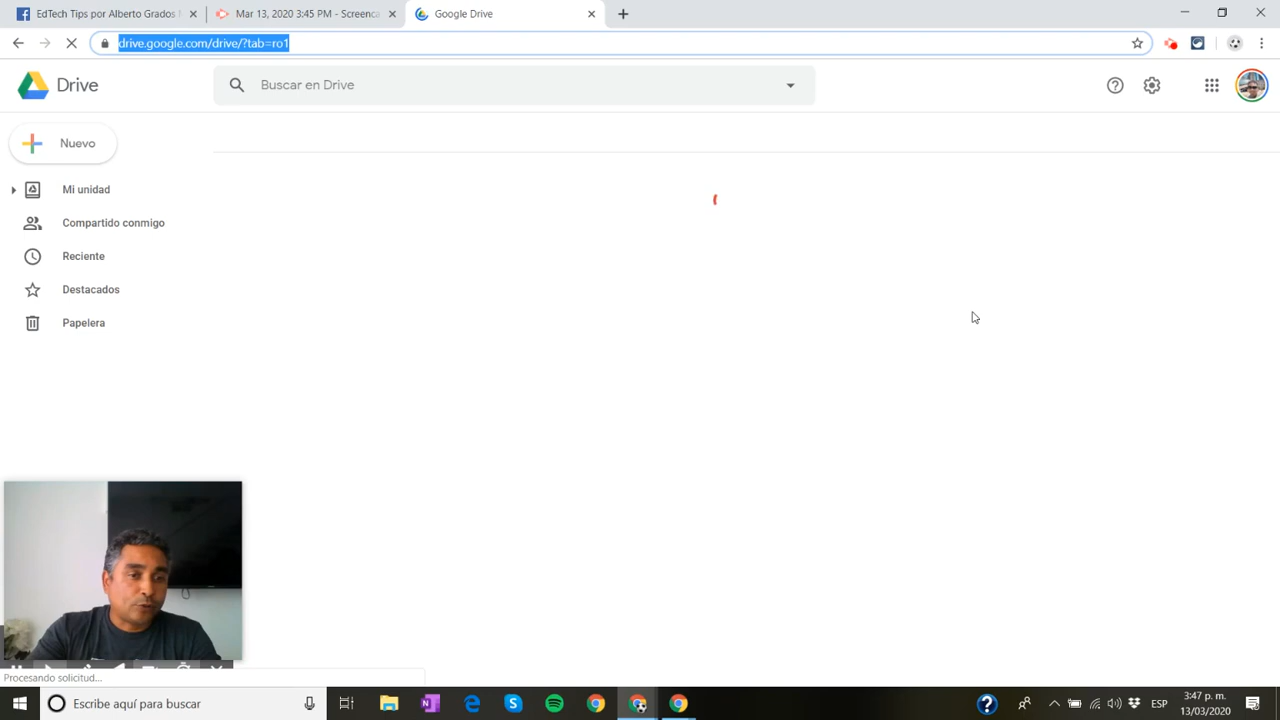 EdTech Tips por Alberto Grados
Mar 13, 2020 3:45 PM - Screenca
Google Drive
drive.google.com/drive/?tab=ro1
Drive
Buscar en Drive
Nuevo
Mi unidad
Compartido conmigo
Reciente
Destacados
Papelera
Procesando solicitud...
Escribe aquí para buscar
ESP
3:47 p. m.
13/03/2020